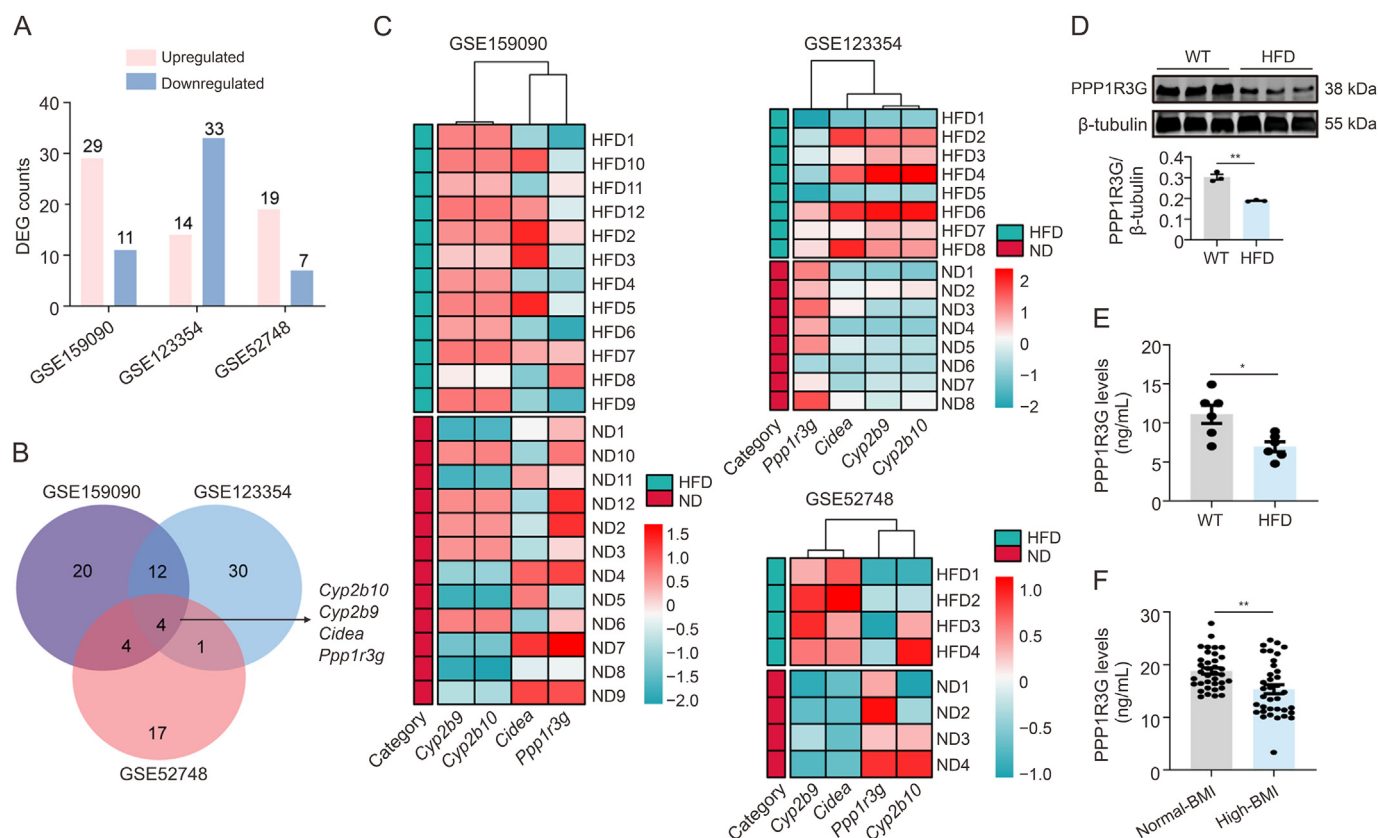 A
Upregulated
Downregulated
DEG counts
40
30
20
10
0
29
11
14
33
19
7
GSE159090
GSE123354
GSE52748
B
GSE159090
GSE123354
20
12
30
4
4
1
17
GSE52748
Cyp2b10
Cyp2b9
Cidea
Ppp1r3g
C
GSE159090
HFD1
HFD10
HFD11
HFD12
HFD2
HFD3
HFD4
HFD5
HFD6
HFD7
HFD8
HFD9
ND1
ND10
ND11
ND12
ND2
ND3
ND4
ND5
ND6
ND7
ND8
ND9
Category
Cyp2b9
Cyp2b10
Cidea
Ppp1r3g
HFD
ND
1.5
1.0
0.5
0
−0.5
−1.0
−1.5
−2.0
GSE123354
HFD1
HFD2
HFD3
HFD4
HFD5
HFD6
HFD7
HFD8
ND1
ND2
ND3
ND4
ND5
ND6
ND7
ND8
Category
Ppp1r3g
Cidea
Cyp2b9
Cyp2b10
HFD
ND
2
1
0
−1
−2
GSE52748
HFD1
HFD2
HFD3
HFD4
ND1
ND2
ND3
ND4
Category
Cyp2b9
Cidea
Ppp1r3g
Cyp2b10
HFD
ND
1.0
0.5
0
−0.5
−1.0
D
WT HFD
PPP1R3G 38 kDa
β-tubulin 55 kDa
PPP1R3G/
β-tubulin
0.4
0.3
0.2
0.1
0
**
WT HFD
E
PPP1R3G levels
(ng/mL)
20
15
10
5
0
*
WT HFD
F
PPP1R3G levels
(ng/mL)
30
20
10
0
**
Normal-BMI
High-BMI